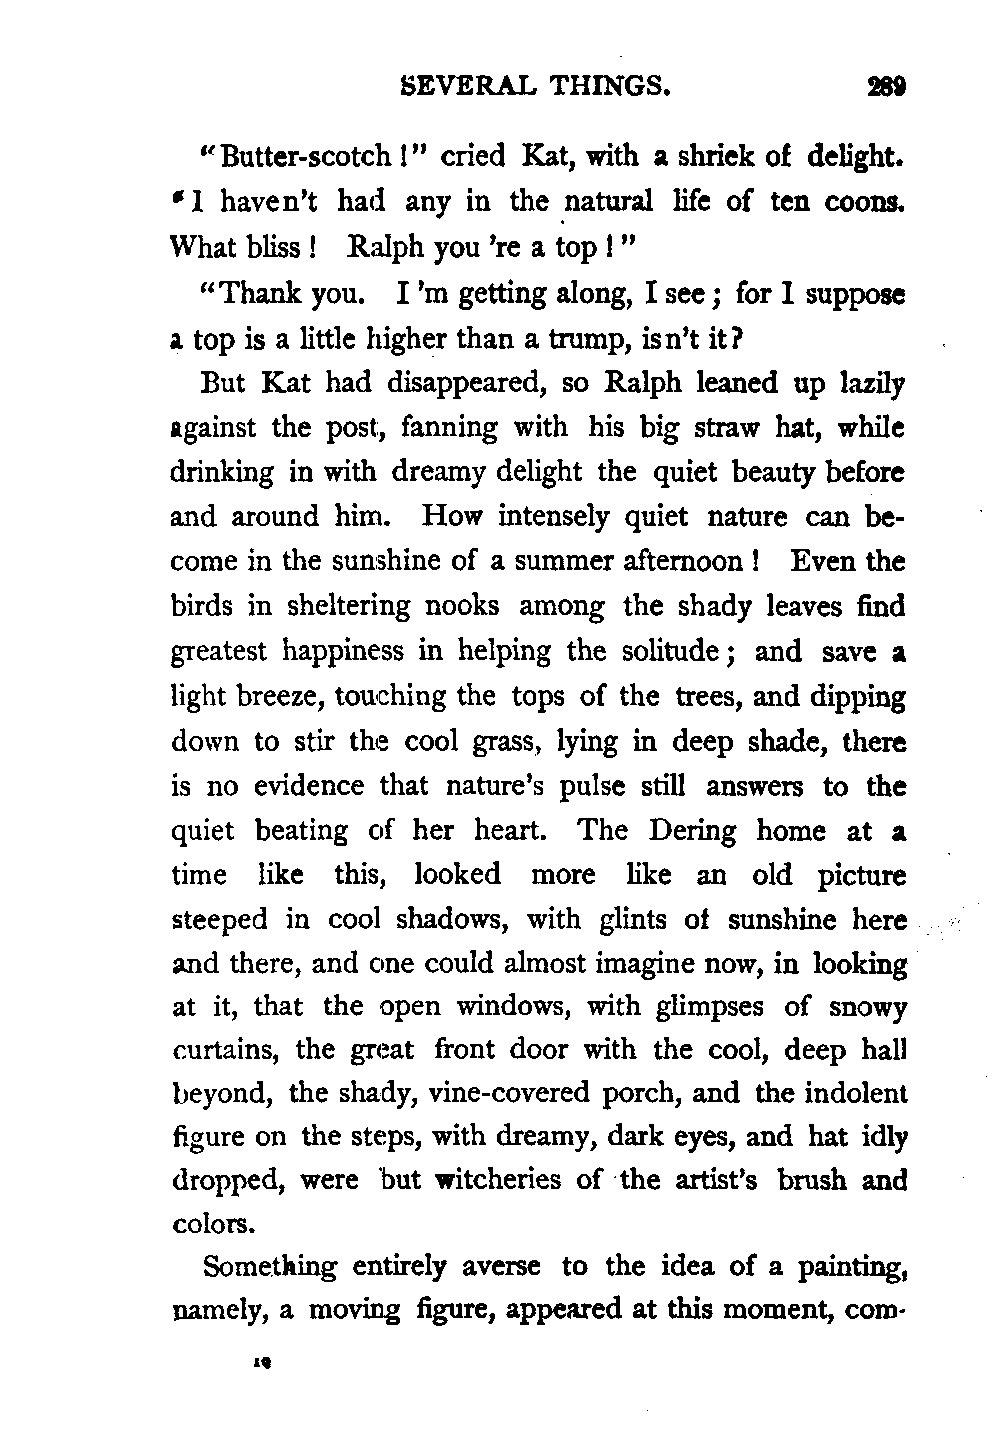 SEVERAL THINGS. 289
"Butter-scotch!" cried Kat, with a shriek of delight.
"I haven't had any in the natural life of ten coons.
What bliss! Ralph you 're a top!"
"Thank you. I 'm getting along, I see; for I suppose
a top is a little higher than a trump, isn't it?
But Kat had disappeared, so Ralph leaned up lazily
against the post, fanning with his big straw hat, while
drinking in with dreamy delight the quiet beauty before
and around him. How intensely quiet nature can be-
come in the sunshine of a summer afternoon! Even the
birds in sheltering nooks among the shady leaves find
greatest happiness in helping the solitude; and save a
light breeze, touching the tops of the trees, and dipping
down to stir the cool grass, lying in deep shade, there
is no evidence that nature's pulse still answers to the
quiet beating of her heart. The Dering home at a
time like this, looked more like an old picture
steeped in cool shadows, with glints of sunshine here
and there, and one could almost imagine now, in looking
at it, that the open windows, with glimpses of snowy
curtains, the great front door with the cool, deep hall
beyond, the shady, vine-covered porch, and the indolent
figure on the steps, with dreamy, dark eyes, and hat idly
dropped, were but witcheries of the artist's brush and
colors.
Something entirely averse to the idea of a painting,
namely, a moving figure, appeared at this moment, com-